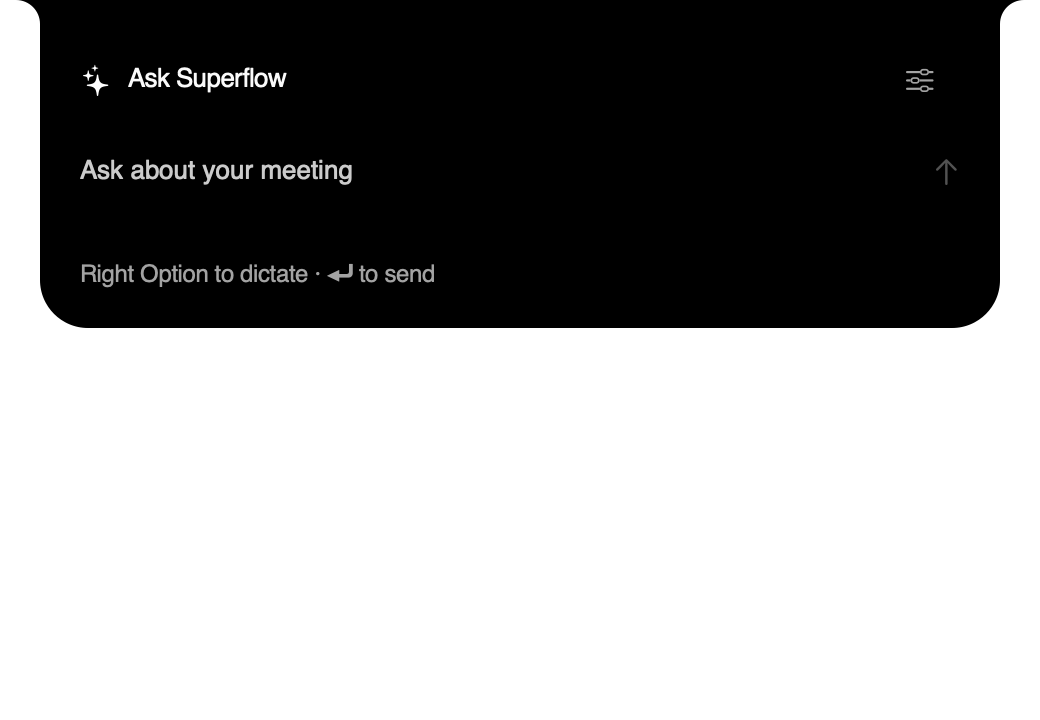 Ask Superflow
Ask about your meeting
Right Option to dictate · ↩ to send